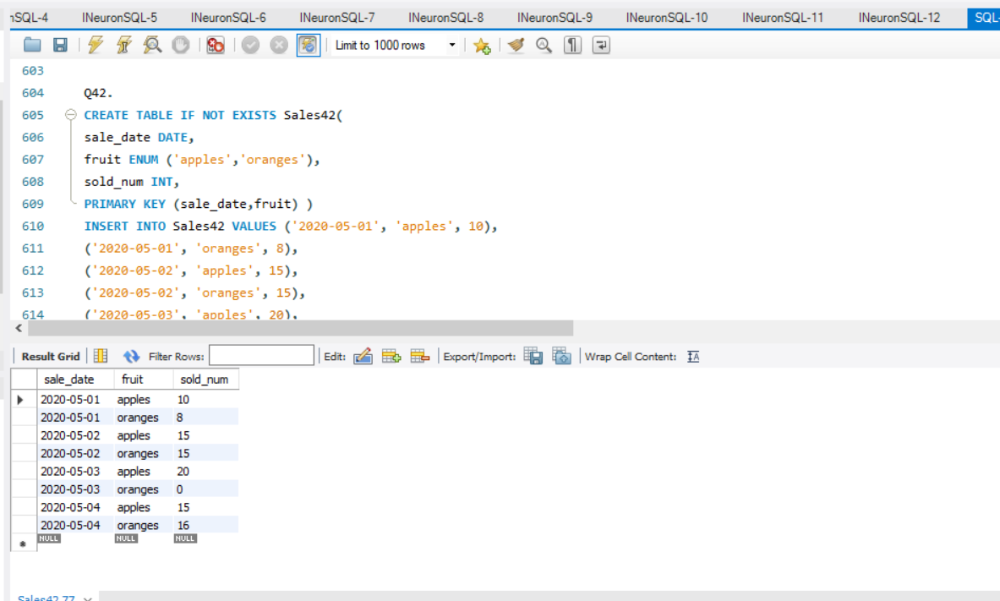 nSQL-4 INeuronSQL-5 INeuronSQL-6 INeuronSQL-7 INeuronSQL-8 INeuronSQL-9 INeuronSQL-10 INeuronSQL-11 INeuronSQL-12 SQL-
Limit to 1000 rows
603
604 Q42.
605 CREATE TABLE IF NOT EXISTS Sales42(
606 sale_date DATE,
607 fruit ENUM ('apples','oranges'),
608 sold_num INT,
609 PRIMARY KEY (sale_date,fruit) )
610 INSERT INTO Sales42 VALUES ('2020-05-01', 'apples', 10),
611 ('2020-05-01', 'oranges', 8),
612 ('2020-05-02', 'apples', 15),
613 ('2020-05-02', 'oranges', 15),
614 ('2020-05-03', 'apples', 20),
Result Grid Filter Rows: Edit: Export/Import: Wrap Cell Content: IA
sale_date fruit sold_num
2020-05-01 apples 10
2020-05-01 oranges 8
2020-05-02 apples 15
2020-05-02 oranges 15
2020-05-03 apples 20
2020-05-03 oranges 0
2020-05-04 apples 15
2020-05-04 oranges 16
NULL NULL NULL
Sales42 77